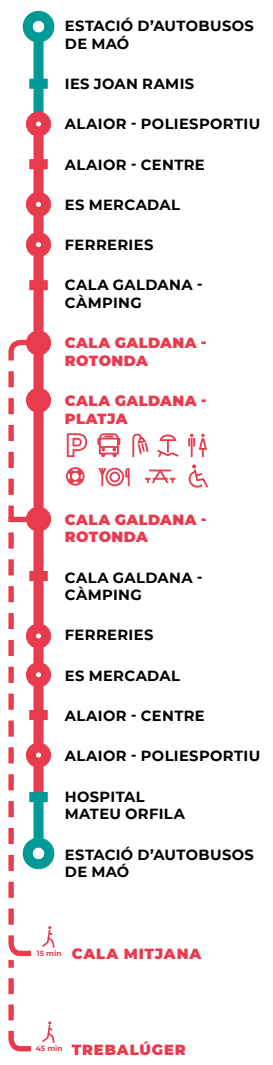 ESTACIÓ D'AUTOBUSOS
DE MAÓ
IES JOAN RAMIS
ALAIOR - POLIESPORTIU
ALAIOR - CENTRE
ES MERCADAL
FERRERIES
CALA GALDANA -
CÀMPING
CALA GALDANA -
ROTONDA
CALA GALDANA -
PLATJA
P
CALA GALDANA -
ROTONDA
CALA GALDANA -
CÀMPING
FERRERIES
ES MERCADAL
ALAIOR - CENTRE
ALAIOR - POLIESPORTIU
HOSPITAL
MATEU ORFILA
ESTACIÓ D'AUTOBUSOS
DE MAÓ
15 min CALA MITJANA
45 min TREBALÚGER